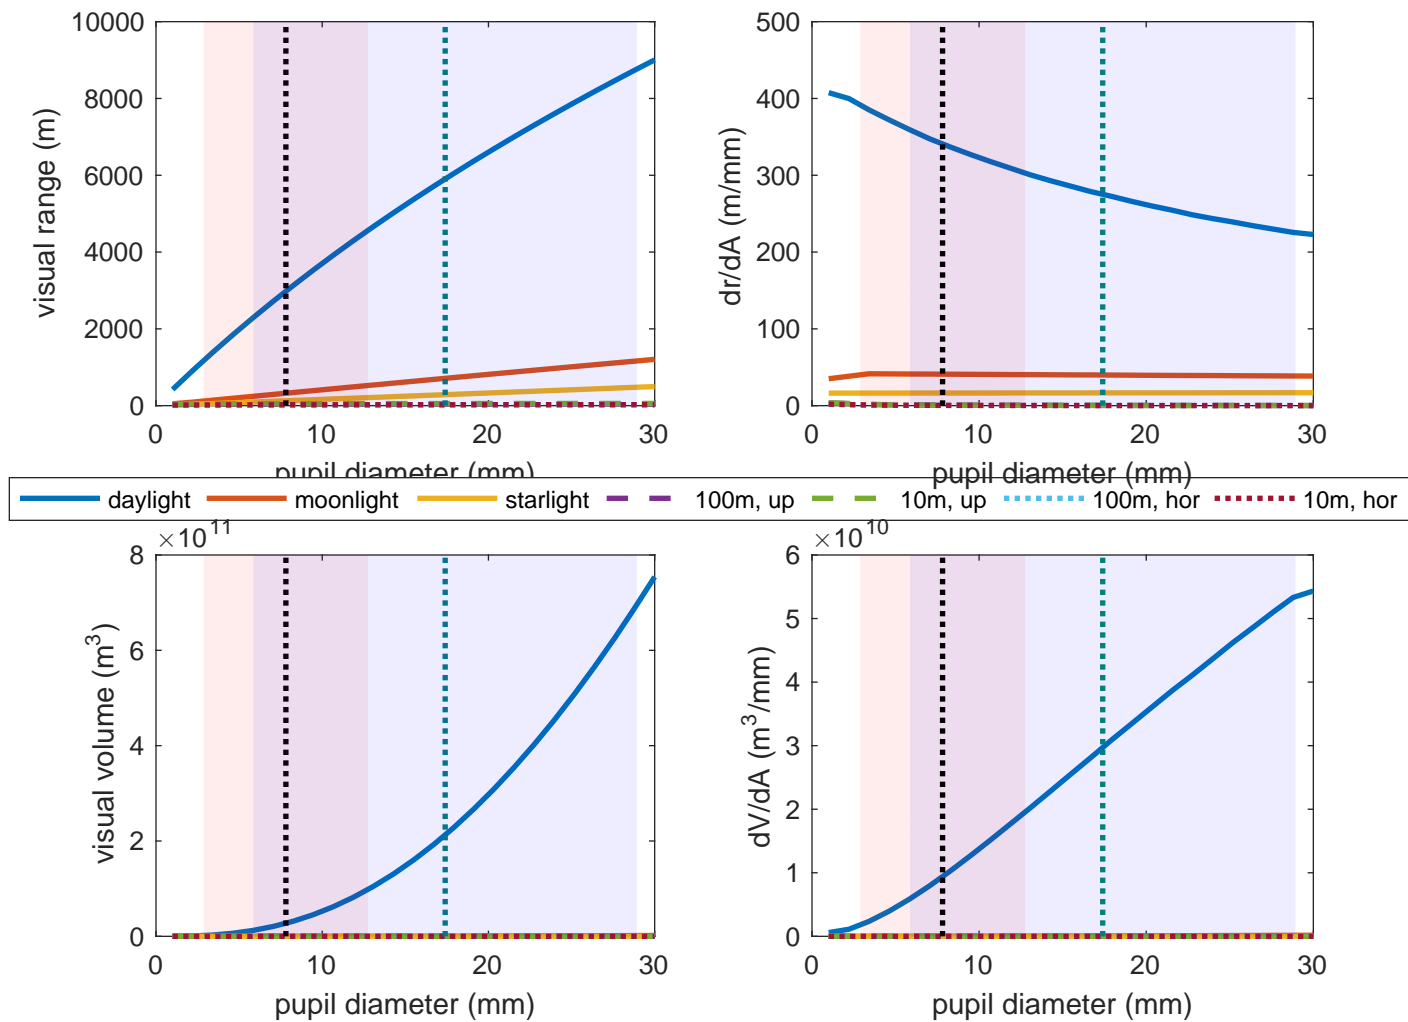 10000
8000
6000
4000
2000
0
visual range (m)
0 10 20 30
pupil diameter (mm)
500
400
300
200
100
0
dr/dA (m/mm)
0 10 20 30
pupil diameter (mm)
daylight moonlight starlight 100m, up 10m, up 100m, hor 10m, hor
×10^11
8
6
4
2
0
visual volume (m^3)
0 10 20 30
pupil diameter (mm)
×10^10
6
5
4
3
2
1
0
dV/dA (m^3/mm)
0 10 20 30
pupil diameter (mm)